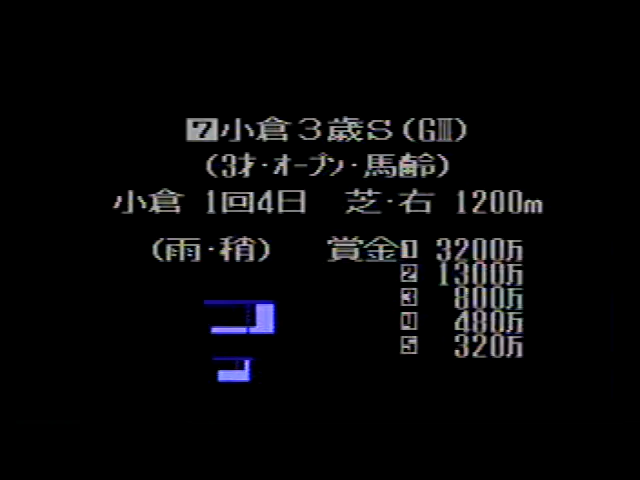 7小倉3歳S(GⅢ)
(3才・オープン・馬齢)
小倉 1回4日 芝・右 1200m
(雨・稍) 賞金1 3200万
2 1300万
3 800万
4 480万
5 320万